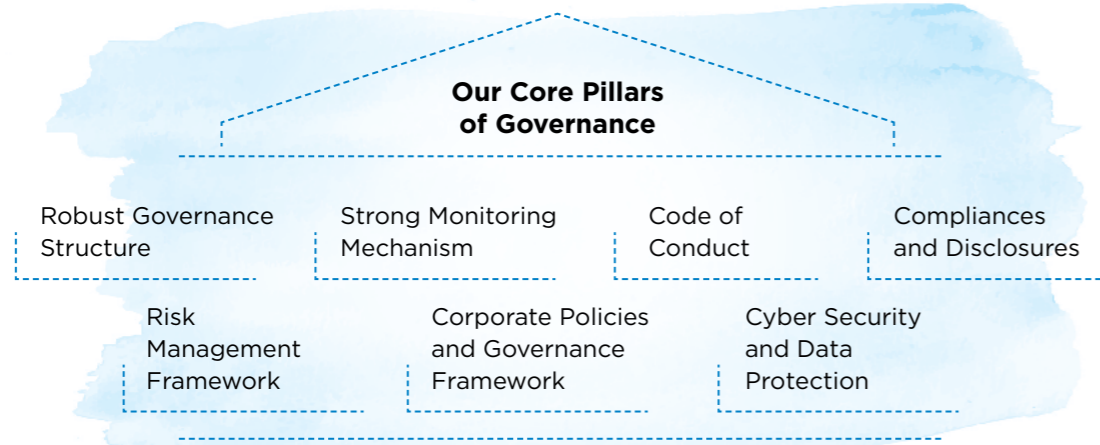 Our Core Pillars
of Governance
Robust Governance
Structure
Strong Monitoring
Mechanism
Code of
Conduct
Compliances
and Disclosures
Risk
Management
Framework
Corporate Policies
and Governance
Framework
Cyber Security
and Data
Protection